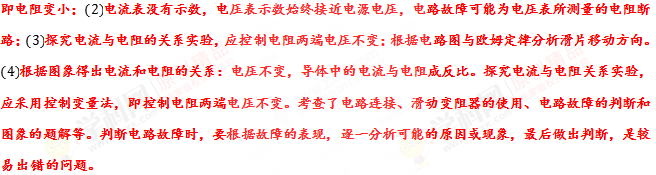 即电阻变小；(2)电流表没有示数，电压表示数始终接近电源电压，电路故障可能为电压表所测量的电阻断
路；(3)探究电流与电阻的关系实验，应控制电阻两端电压不变；根据电路图与欧姆定律分析滑片移动方向。
(4)根据图象得出电流和电阻的关系：电压不变，导体中的电流与电阻成反比。探究电流与电阻关系实验，
应采用控制变量法，即控制电阻两端电压不变。考查了电路连接、滑动变阻器的使用、电路故障的判断和
图象的题解等。判断电路故障时，要根据故障的表现，逐一分析可能的原因或现象，最后做出判断，是较
易出错的问题。